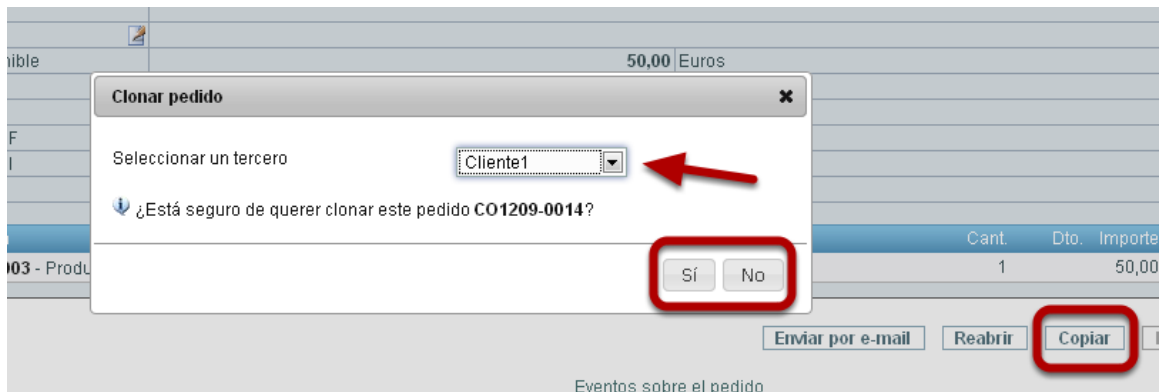 nible 50,00 Euros
Clonar pedido
F
Seleccionar un tercero Cliente1
¿Está seguro de querer clonar este pedido CO1209-0014?
Cant. Dto. Importe
003 - Produ 1 50,00
Sí No
Enviar por e-mail Reabrir Copiar
Eventos sobre el pedido